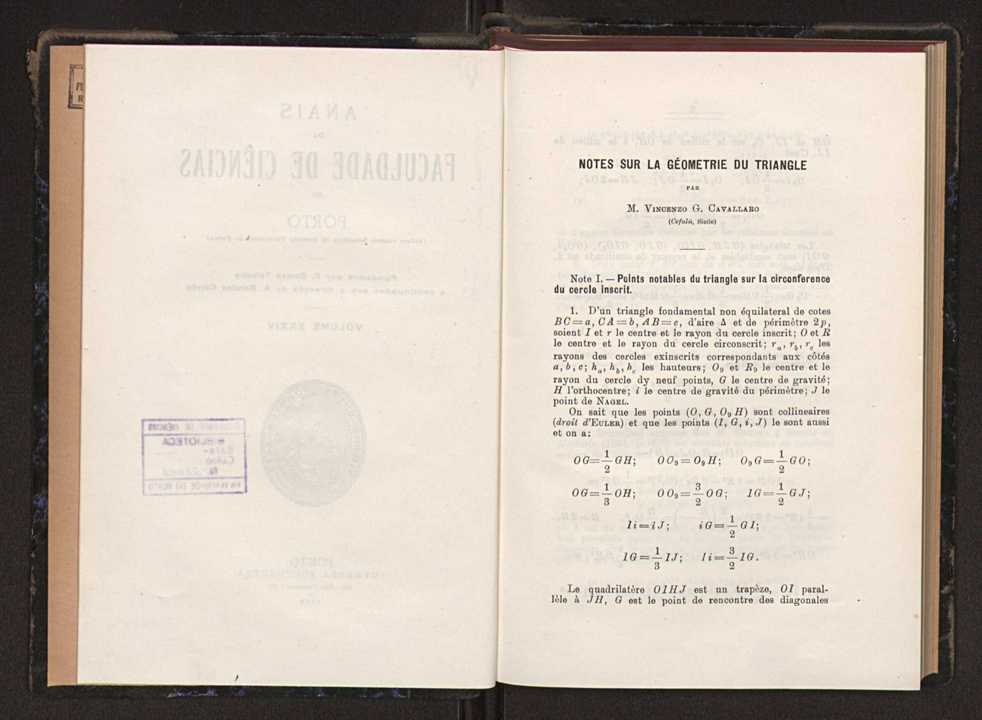 NOTES SUR LA GÉOMETRIE DU TRIANGLE
PAR
M. VINCENZO G. CAVALLARO
(Cefalù, Sicile)
Note I. — Points notables du triangle sur la circonference
du cercle inscrit.
1. D'un triangle fondamental non équilateral de cotes
BC=a, CA=b, AB=c, d'aire Δ et de périmètre 2p,
soient I et r le centre et le rayon du cercle inscrit; O et R
le centre et le rayon du cercle circonscrit; r_a, r_b, r_c les
rayons des cercles exinscrits correspondants aux côtés
a, b, c; h_a, h_b, h_c les hauteurs; O₉ et R₉ le centre et le
rayon du cercle dy neuf points, G le centre de gravité;
H l'orthocentre; i le centre de gravité du périmètre; J le
point de NAGEL.
On sait que les points (O, G, O₉ H) sont collineaires
(droit d'EULER) et que les points (I, G, i, J) le sont aussi
et on a:
OG=1/2 GH; OO₉=O₉H; O₉G=1/2 GO;
OG=1/3 OH; OO₉=3/2 OG; IG=1/2 GJ;
Ii=iJ; iG=1/2 GI;
IG=1/3 IJ; Ii=3/2 IG.
Le quadrilatère OIHJ est un trapèze, OI paral-
lèle à JH, G est le point de rencontre des diagonales